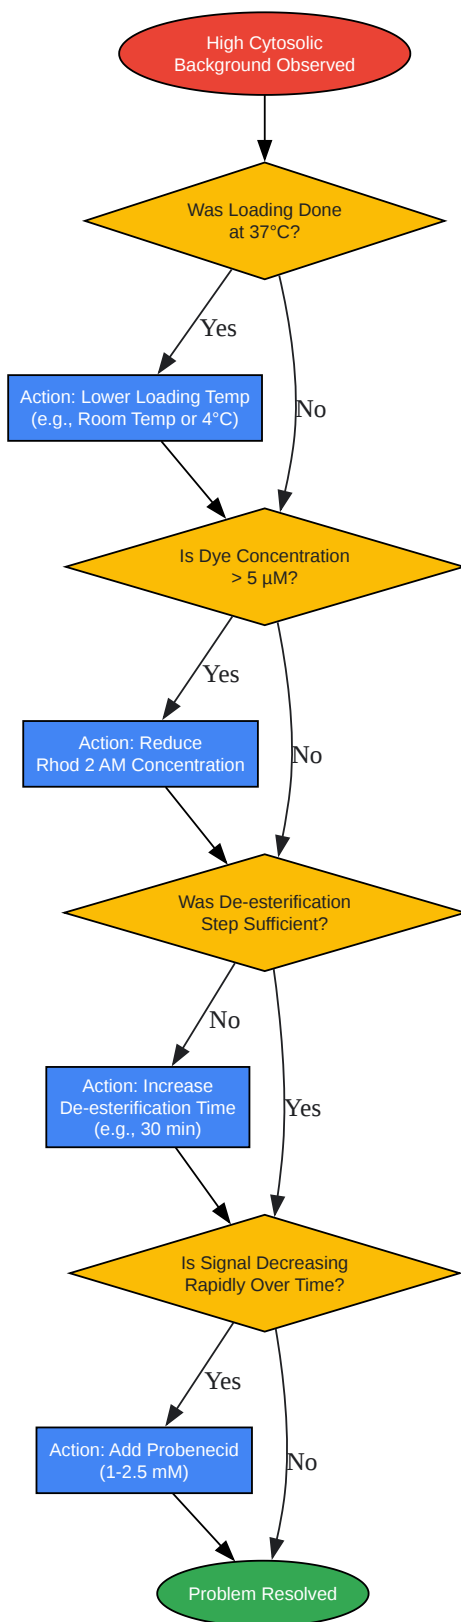 High Cytosolic
Background Observed
Was Loading Done
at 37°C?
Yes
Action: Lower Loading Temp
(e.g., Room Temp or 4°C)
No
Is Dye Concentration
> 5 µM?
Yes
Action: Reduce
Rhod 2 AM Concentration
No
Was De-esterification
Step Sufficient?
No
Action: Increase
De-esterification Time
(e.g., 30 min)
Yes
Is Signal Decreasing
Rapidly Over Time?
Yes
Action: Add Probenecid
(1-2.5 mM)
No
Problem Resolved